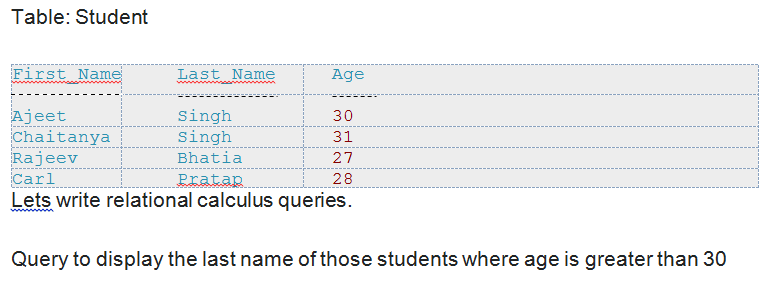 Table: Student
First_Name Last_Name Age
---------- --------- ----
Ajeet Singh 30
Chaitanya Singh 31
Rajeev Bhatia 27
Carl Pratap 28
Lets write relational calculus queries.
Query to display the last name of those students where age is greater than 30